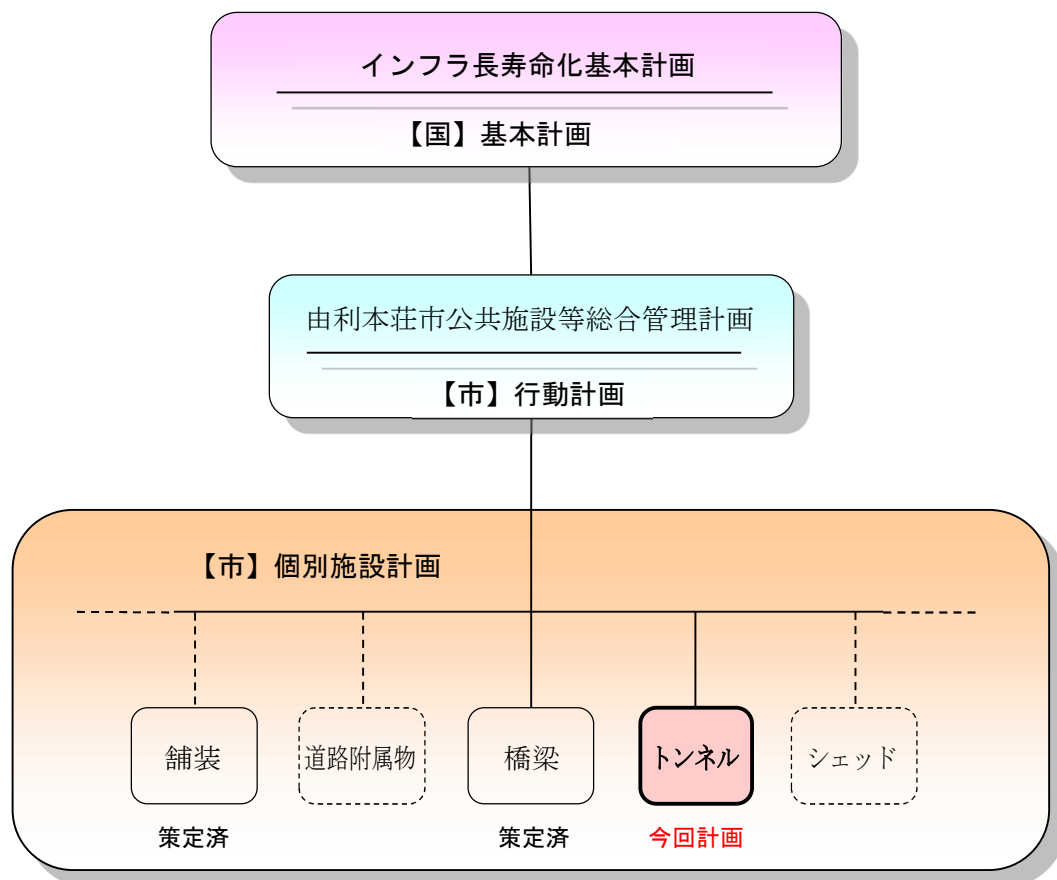 インフラ長寿命化基本計画
【国】基本計画
由利本荘市公共施設等総合管理計画
【市】行動計画
【市】個別施設計画
舗装
道路附属物
橋梁
トンネル
シェッド
策定済
策定済
今回計画